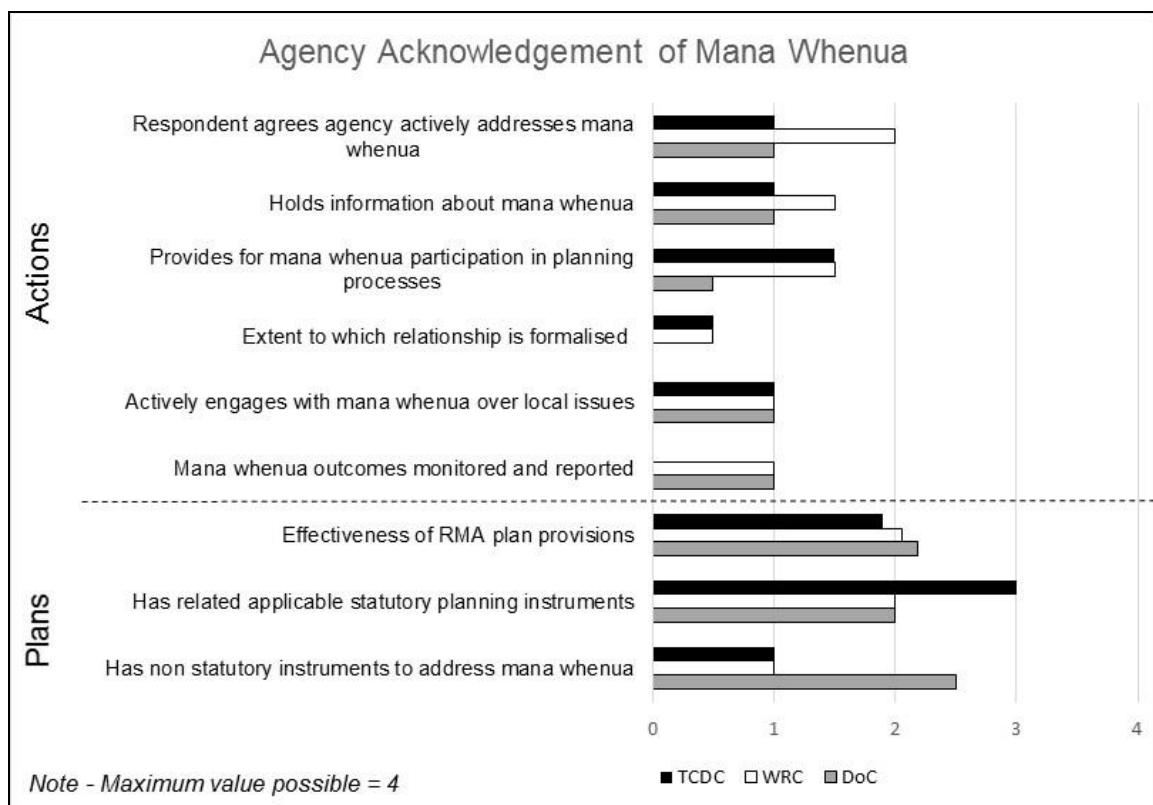 Agency Acknowledgement of Mana Whenua
Actions
Respondent agrees agency actively addresses mana
whenua
Holds information about mana whenua
Provides for mana whenua participation in planning
processes
Extent to which relationship is formalised
Actively engages with mana whenua over local issues
Mana whenua outcomes monitored and reported
Plans
Effectiveness of RMA plan provisions
Has related applicable statutory planning instruments
Has non statutory instruments to address mana whenua
0 1 2 3 4
TCDC WRC DoC
Note - Maximum value possible = 4